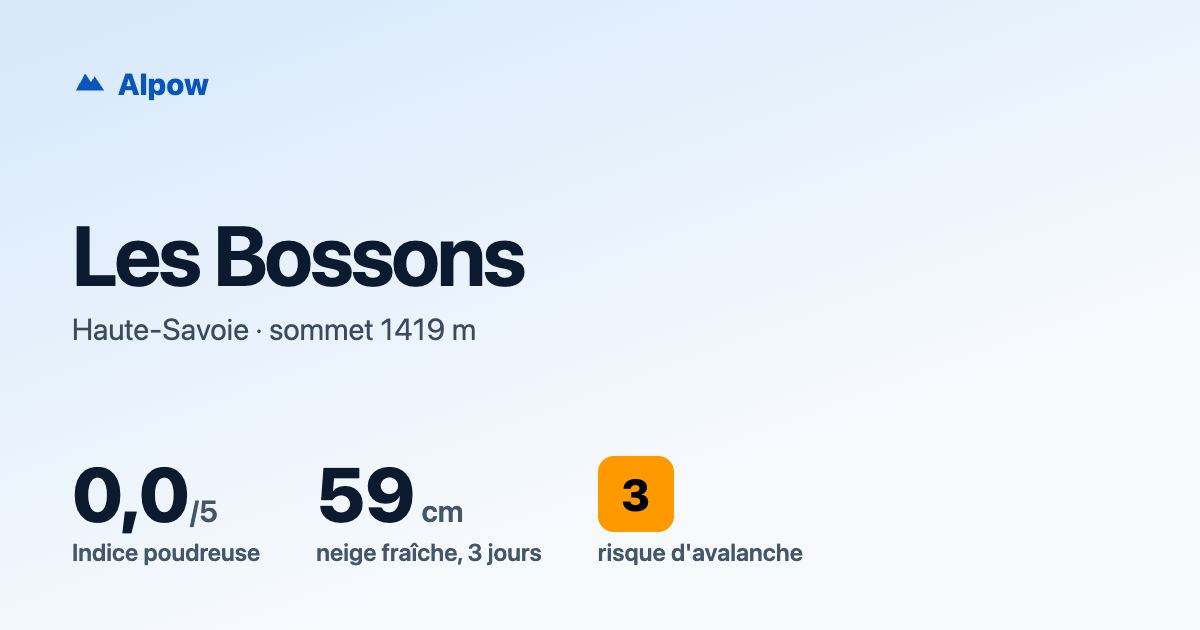 Alpow
Les Bossons
Haute-Savoie · sommet 1419 m
0,0/5
Indice poudreuse
59 cm
neige fraîche, 3 jours
3
risque d'avalanche